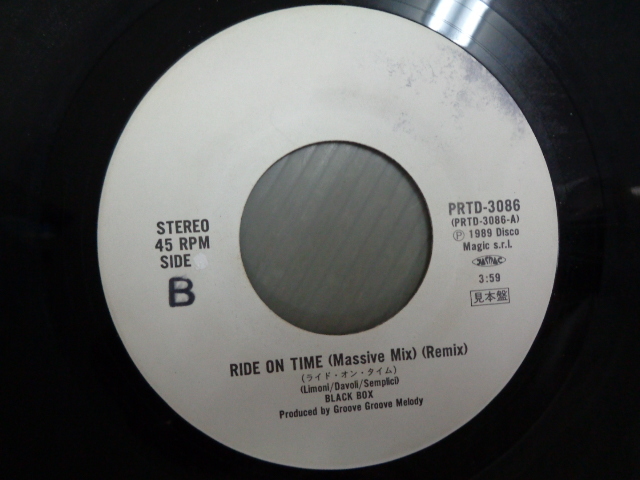 STEREO
45 RPM
SIDE
B
PRTD-3086
(PRTD-3086-A)
Ⓟ 1989 Disco
Magic s.r.l.
JASRAC
3:59
見本盤
RIDE ON TIME (Massive Mix) (Remix)
(ライド・オン・タイム)
(Limoni/Davoli/Semplici)
BLACK BOX
Produced by Groove Groove Melody